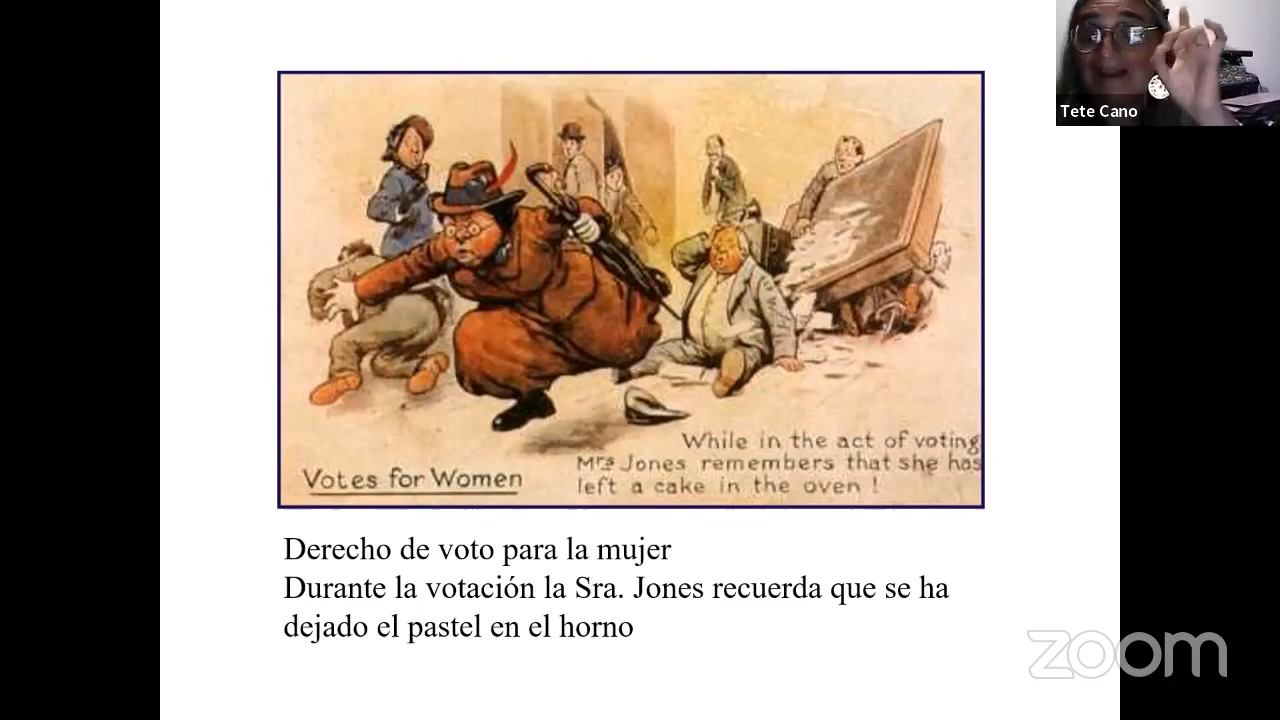 Tete Cano
While in the act of voting
Mrs Jones remembers that she has
left a cake in the oven !
Votes for Women
Derecho de voto para la mujer
Durante la votación la Sra. Jones recuerda que se ha
dejado el pastel en el horno
zoom